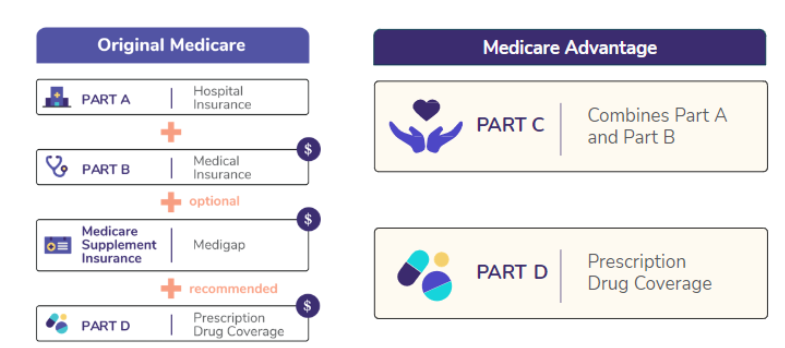 Original Medicare
PART A
Hospital
Insurance
PART B
Medical
Insurance
$
optional
Medicare
Supplement
Insurance
Medigap
$
recommended
PART D
Prescription
Drug Coverage
$
Medicare Advantage
PART C
Combines Part A
and Part B
PART D
Prescription
Drug Coverage